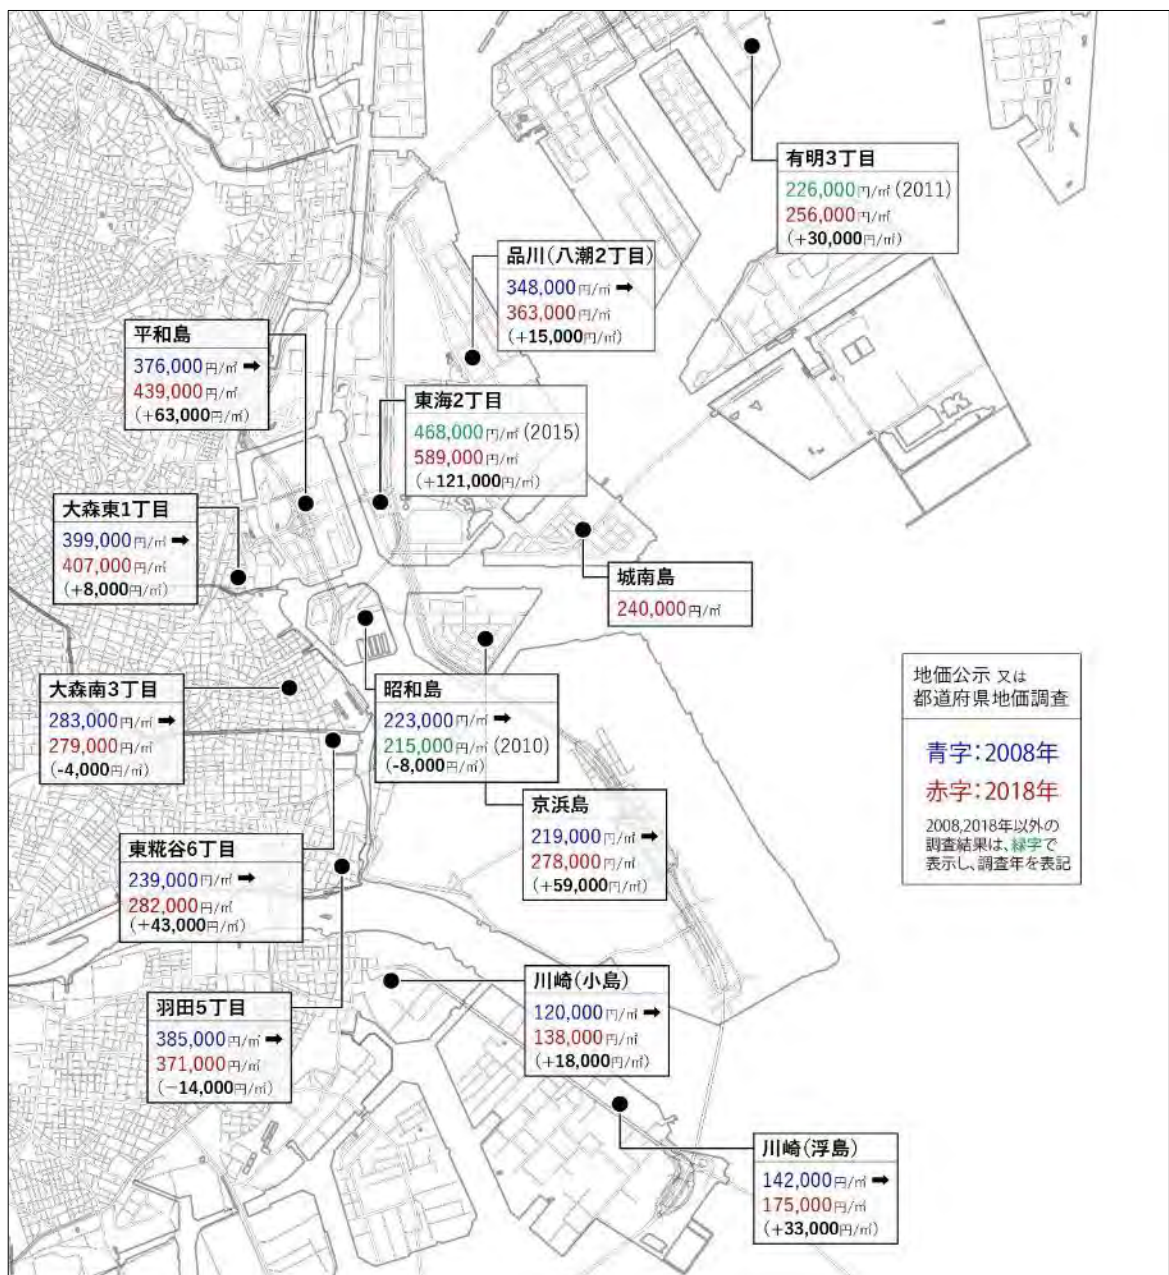 有明3丁目
226,000円/㎡ (2011)
256,000円/㎡
(+30,000円/㎡)
品川(八潮2丁目)
348,000円/㎡ ➡
363,000円/㎡
(+15,000円/㎡)
平和島
376,000円/㎡ ➡
439,000円/㎡
(+63,000円/㎡)
東海2丁目
468,000円/㎡ (2015)
589,000円/㎡
(+121,000円/㎡)
大森東1丁目
399,000円/㎡ ➡
407,000円/㎡
(+8,000円/㎡)
城南島
240,000円/㎡
大森南3丁目
283,000円/㎡ ➡
279,000円/㎡
(-4,000円/㎡)
昭和島
223,000円/㎡ ➡
215,000円/㎡ (2010)
(-8,000円/㎡)
地価公示 又は
都道府県地価調査
青字:2008年
赤字:2018年
2008,2018年以外の
調査結果は、緑字で
表示し、調査年を表記
京浜島
219,000円/㎡ ➡
278,000円/㎡
(+59,000円/㎡)
東糀谷6丁目
239,000円/㎡ ➡
282,000円/㎡
(+43,000円/㎡)
羽田5丁目
385,000円/㎡ ➡
371,000円/㎡
(−14,000円/㎡)
川崎(小島)
120,000円/㎡ ➡
138,000円/㎡
(+18,000円/㎡)
川崎(浮島)
142,000円/㎡ ➡
175,000円/㎡
(+33,000円/㎡)